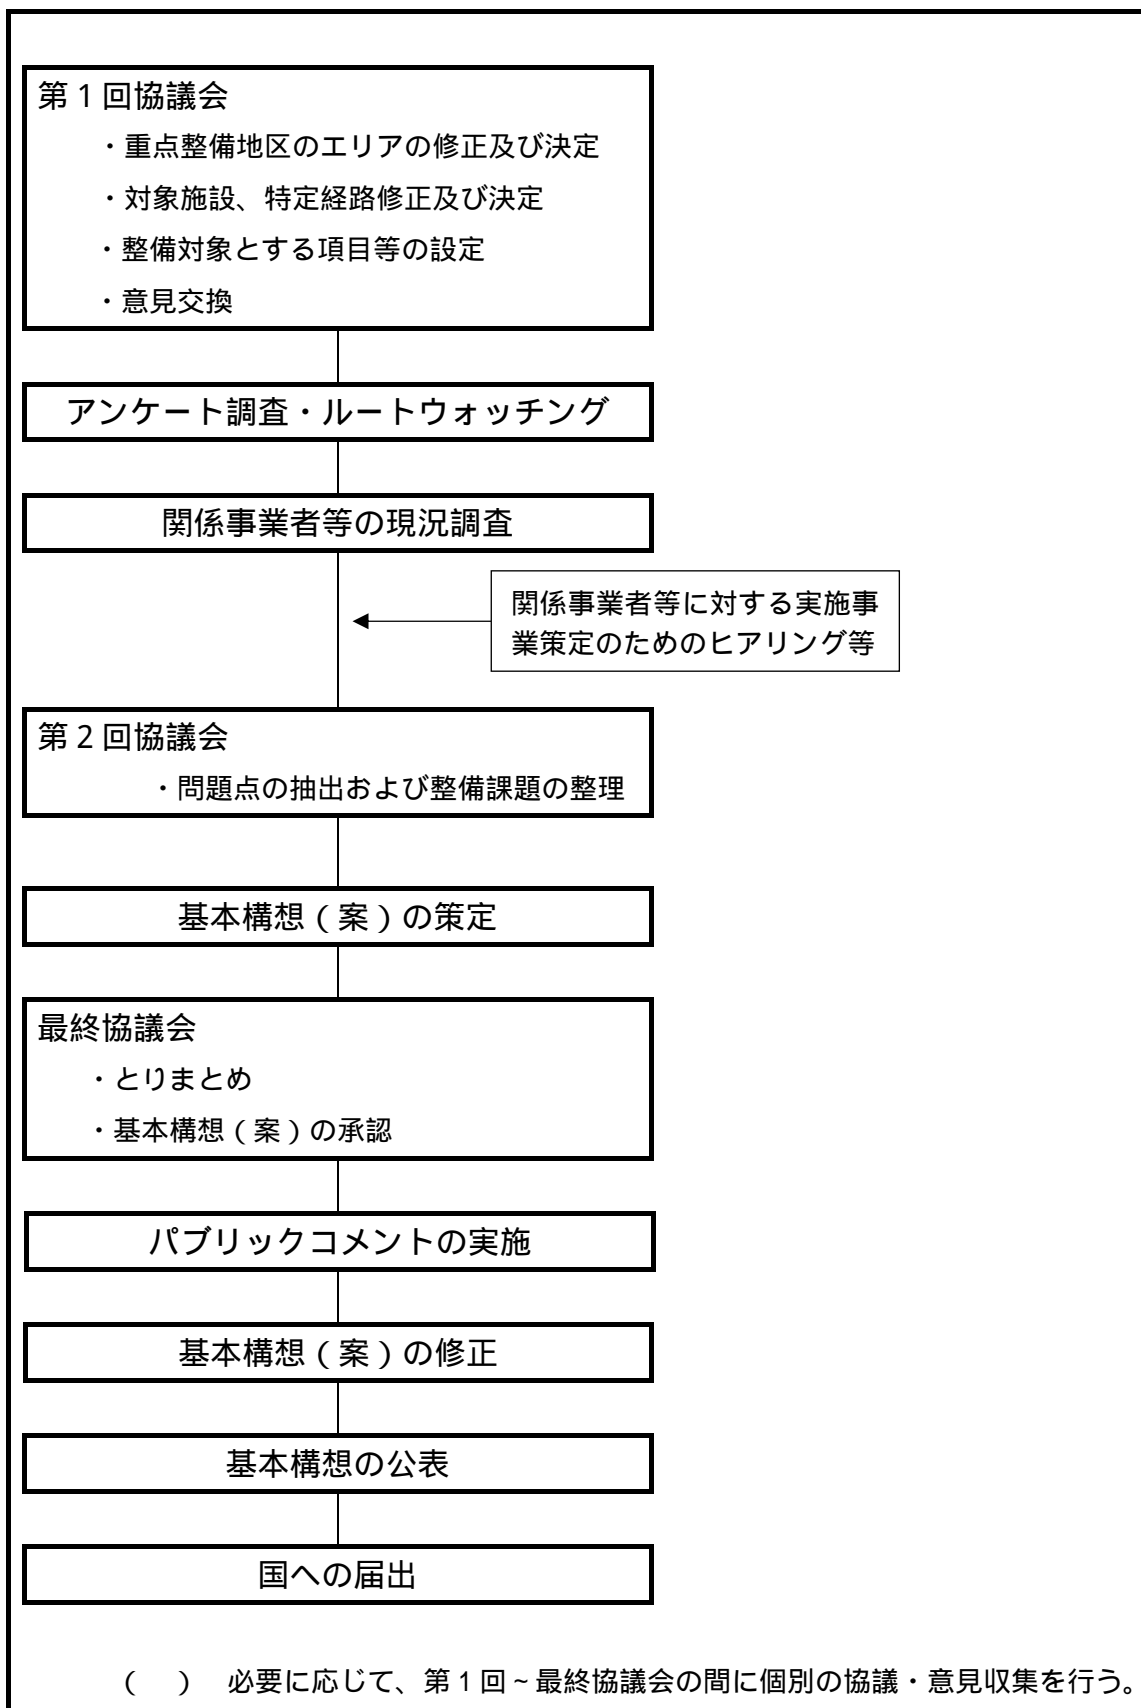 第1回協議会
・重点整備地区のエリアの修正及び決定
・対象施設、特定経路修正及び決定
・整備対象とする項目等の設定
・意見交換
アンケート調査・ルートウォッチング
関係事業者等の現況調査
関係事業者等に対する実施事
業策定のためのヒアリング等
第2回協議会
・問題点の抽出および整備課題の整理
基本構想(案)の策定
最終協議会
・とりまとめ
・基本構想(案)の承認
パブリックコメントの実施
基本構想(案)の修正
基本構想の公表
国への届出
(　) 必要に応じて、第1回~最終協議会の間に個別の協議・意見収集を行う。